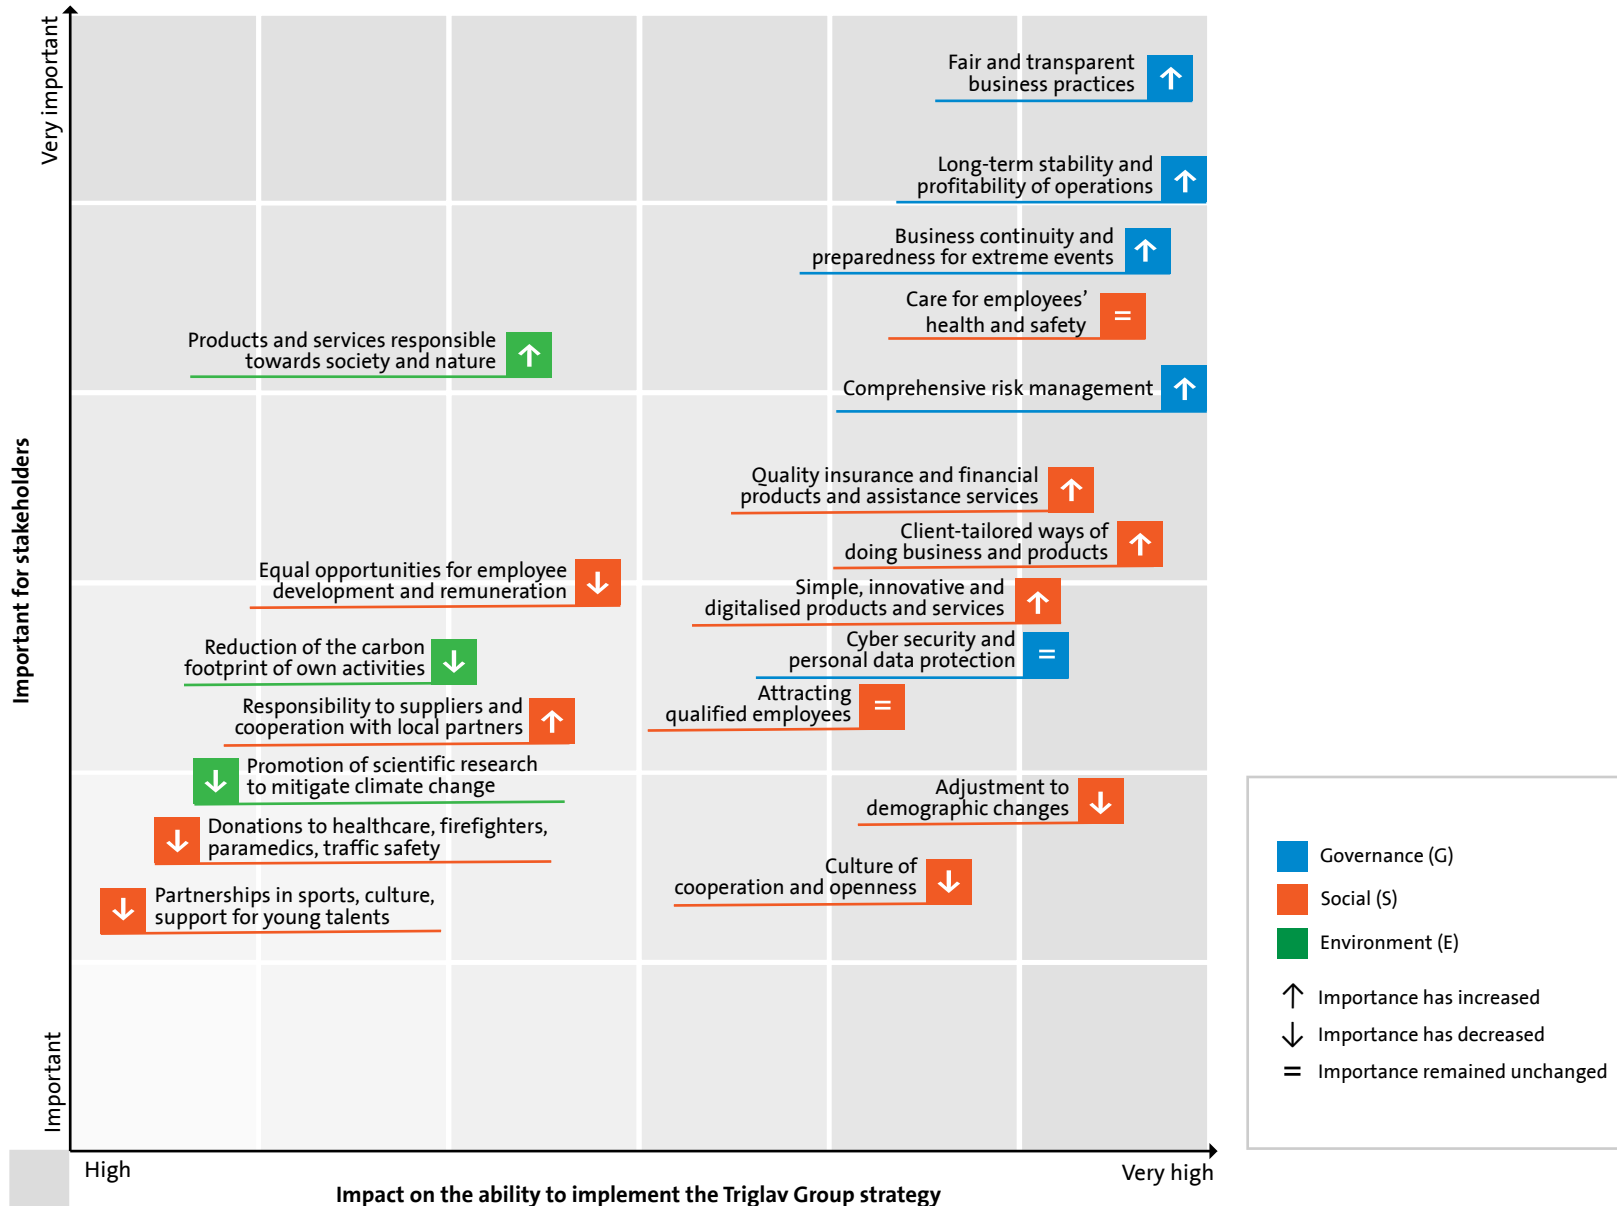 Very important
Important for stakeholders
Important
Fair and transparent
business practices
↑
Long-term stability and
profitability of operations
↑
Business continuity and
preparedness for extreme events
↑
Care for employees’
health and safety
=
Products and services responsible
towards society and nature
↑
Comprehensive risk management
↑
Quality insurance and financial
products and assistance services
↑
Client-tailored ways of
doing business and products
↑
Equal opportunities for employee
development and remuneration
↓
Simple, innovative and
digitalised products and services
↑
Reduction of the carbon
footprint of own activities
↓
Cyber security and
personal data protection
=
Attracting
qualified employees
=
Responsibility to suppliers and
cooperation with local partners
↑
↓
Promotion of scientific research
to mitigate climate change
Adjustment to
demographic changes
↓
↓
Donations to healthcare, firefighters,
paramedics, traffic safety
Culture of
cooperation and openness
↓
↓
Partnerships in sports, culture,
support for young talents
High
Very high
Impact on the ability to implement the Triglav Group strategy
Governance (G)
Social (S)
Environment (E)
↑ Importance has increased
↓ Importance has decreased
= Importance remained unchanged